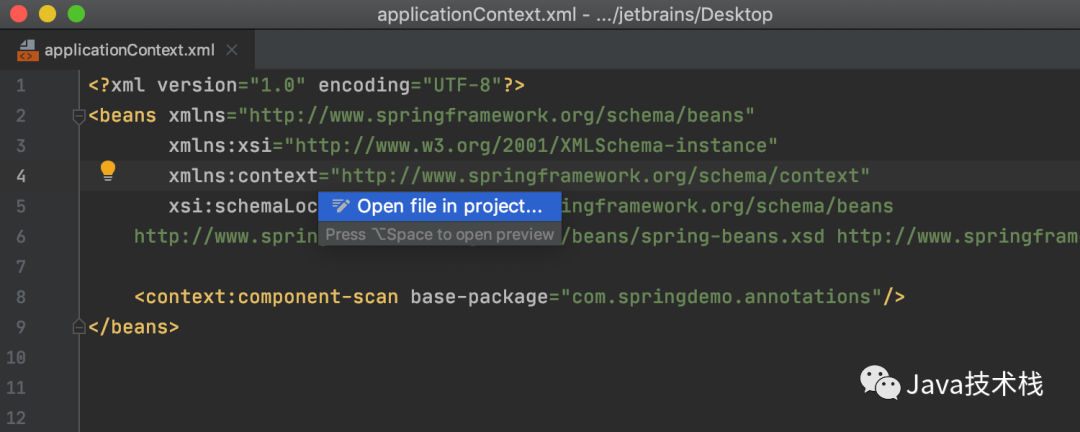 applicationContext.xml - .../jetbrains/Desktop
applicationContext.xml
1 <?xml version="1.0" encoding="UTF-8"?>
2 <beans xmlns="http://www.springframework.org/schema/beans"
3 xmlns:xsi="http://www.w3.org/2001/XMLSchema-instance"
4 xmlns:context="http://www.springframework.org/schema/context"
5 xsi:schemaLoc ingframework.org/schema/beans
Open file in project...
6 http://www.sprin /beans/spring-beans.xsd http://www.springfram
Press ⌥Space to open preview
7
8 <context:component-scan base-package="com.springdemo.annotations"/>
9 </beans>
10
11
12
Java技术栈